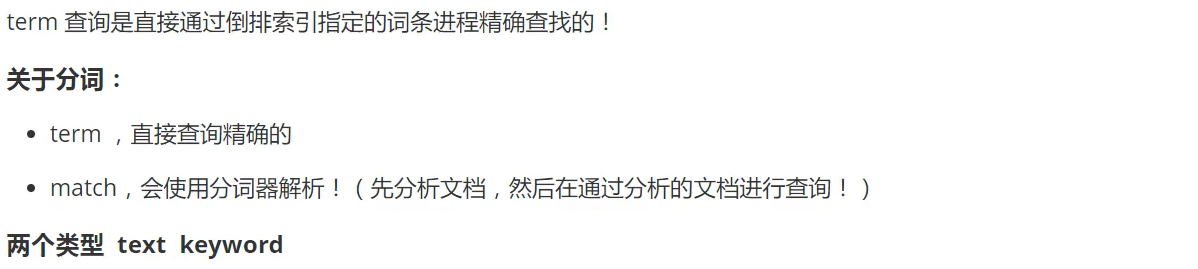 term 查询是直接通过倒排索引指定的词条进程精确查找的！
关于分词：
• term ，直接查询精确的
• match，会使用分词器解析！（先分析文档，然后在通过分析的文档进行查询！）
两个类型 text keyword